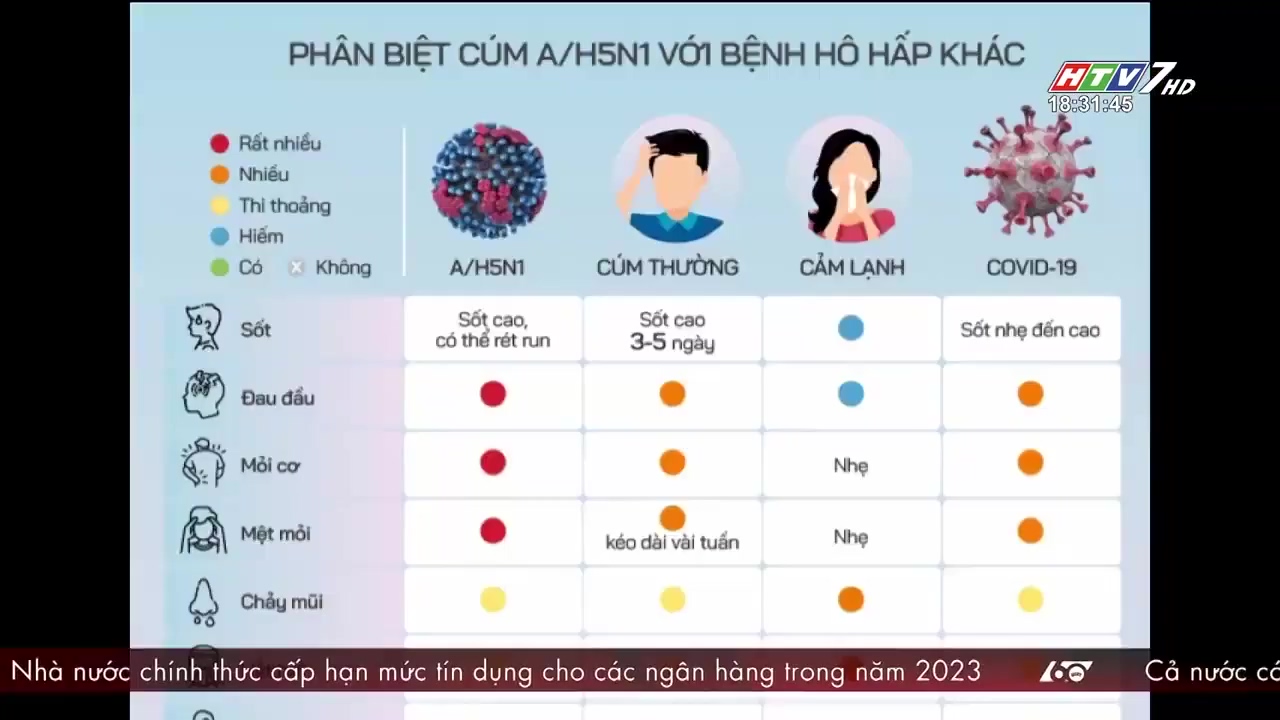 PHÂN BIỆT CÚM A/H5N1 VỚI BỆNH HÔ HẤP KHÁC
HTV7 HD
18:31:45
Rất nhiều
Nhiều
Thi thoảng
Hiếm
Có
x Không
A/H5N1
CÚM THƯỜNG
CẢM LẠNH
COVID-19
Sốt
Sốt cao,
có thể rét run
Sốt cao
3-5 ngày
Sốt nhẹ đến cao
Đau đầu
Mỏi cơ
Nhẹ
Mệt mỏi
kéo dài vài tuần
Nhẹ
Chảy mũi
Nhà nước chính thức cấp hạn mức tín dụng cho các ngân hàng trong năm 2023
60 giây
Cả nước có